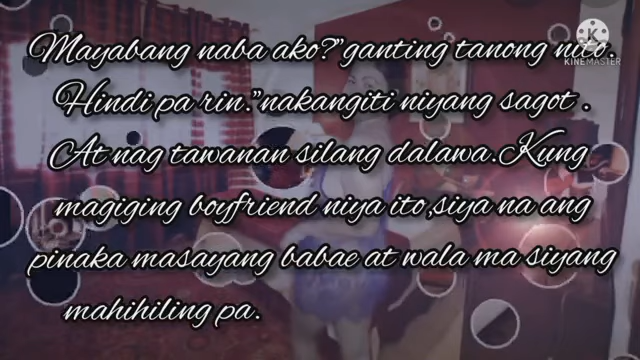 Mayabang naba ako?"ganting tanong nito.
KINEMASTER
Hindi pa rin."nakangiti niyang sagot .
At nag tawanan silang dalawa.Kung
magiging boyfriend niya ito,siya na ang
pinaka masayang babae at wala ma siyang
mahihiling pa.